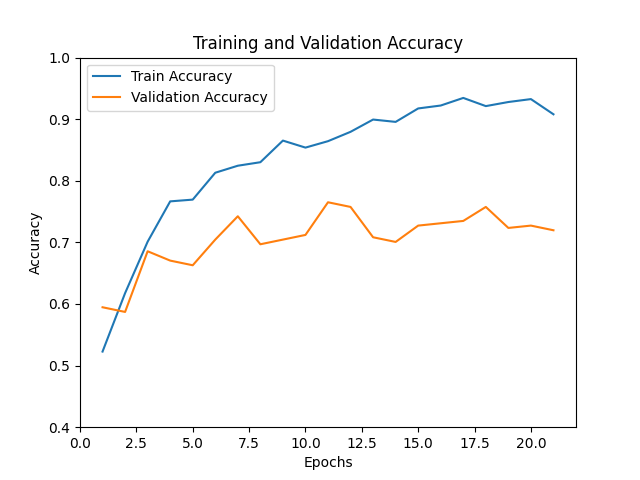 Training and Validation Accuracy
Train Accuracy
Validation Accuracy
1.0
0.9
0.8
0.7
0.6
0.5
0.4
Accuracy
0.0 2.5 5.0 7.5 10.0 12.5 15.0 17.5 20.0
Epochs